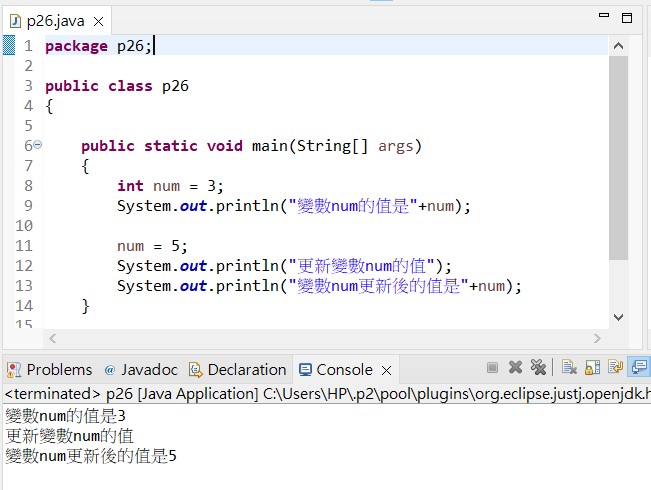 p26.java
1 package p26;
2
3 public class p26
4 {
5
6 public static void main(String[] args)
7 {
8 int num = 3;
9 System.out.println("變數num的值是"+num);
10
11 num = 5;
12 System.out.println("更新變數num的值");
13 System.out.println("變數num更新後的值是"+num);
14 }
15
Problems @ Javadoc Declaration Console
<terminated> p26 [Java Application] C:\Users\HP\.p2\pool\plugins\org.eclipse.justj.openjdk.h
變數num的值是3
更新變數num的值
變數num更新後的值是5